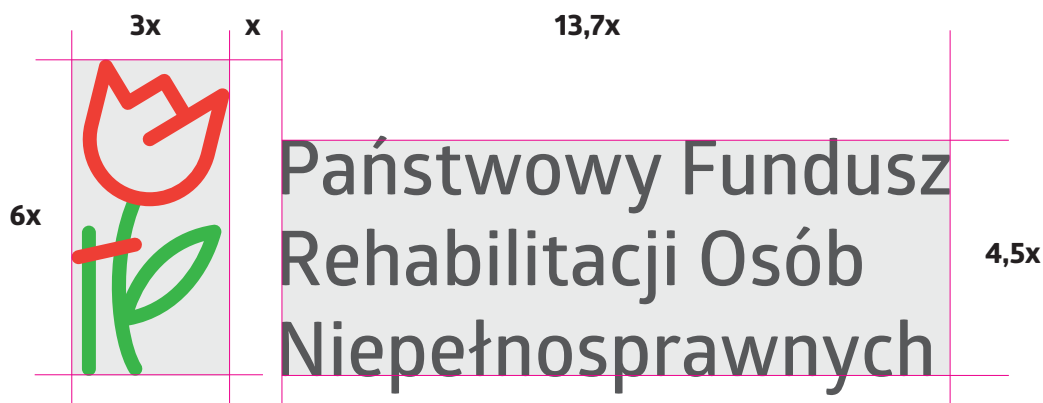 3x x 13,7x
6x
Państwowy Fundusz
Rehabilitacji Osób
Niepełnosprawnych
4,5x